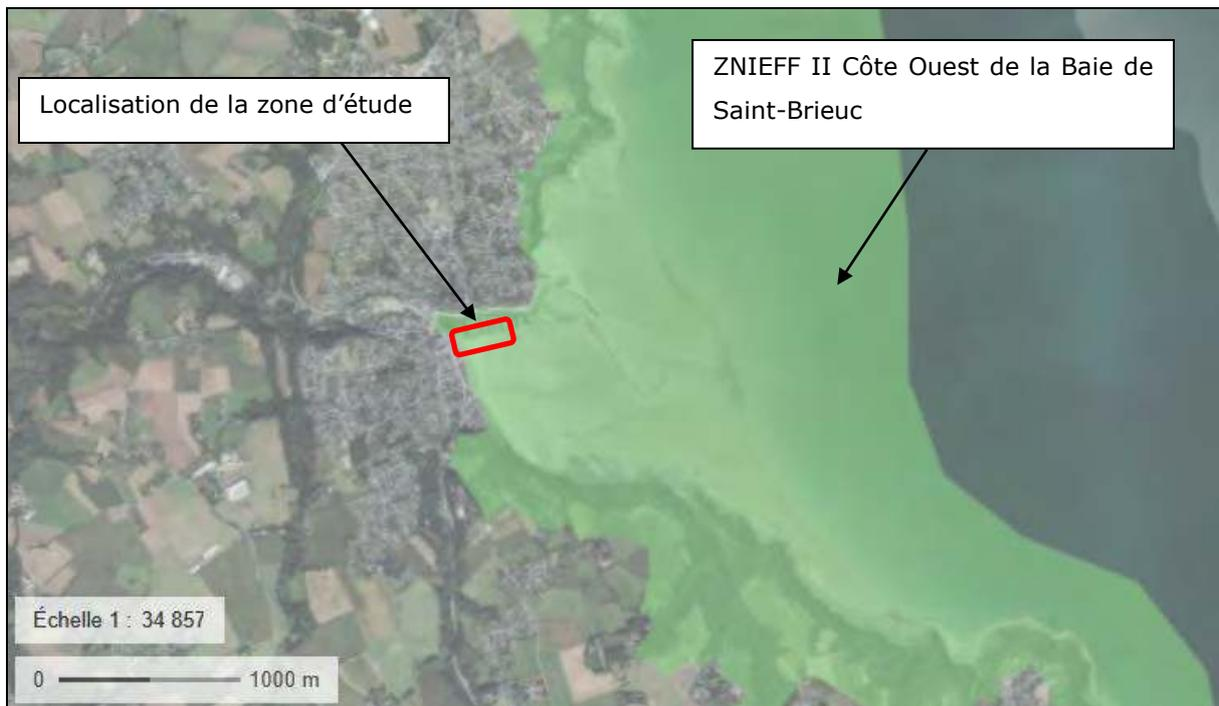 Localisation de la zone d’étude
ZNIEFF II Côte Ouest de la Baie de
Saint-Brieuc
Échelle 1 : 34 857
0 1000 m